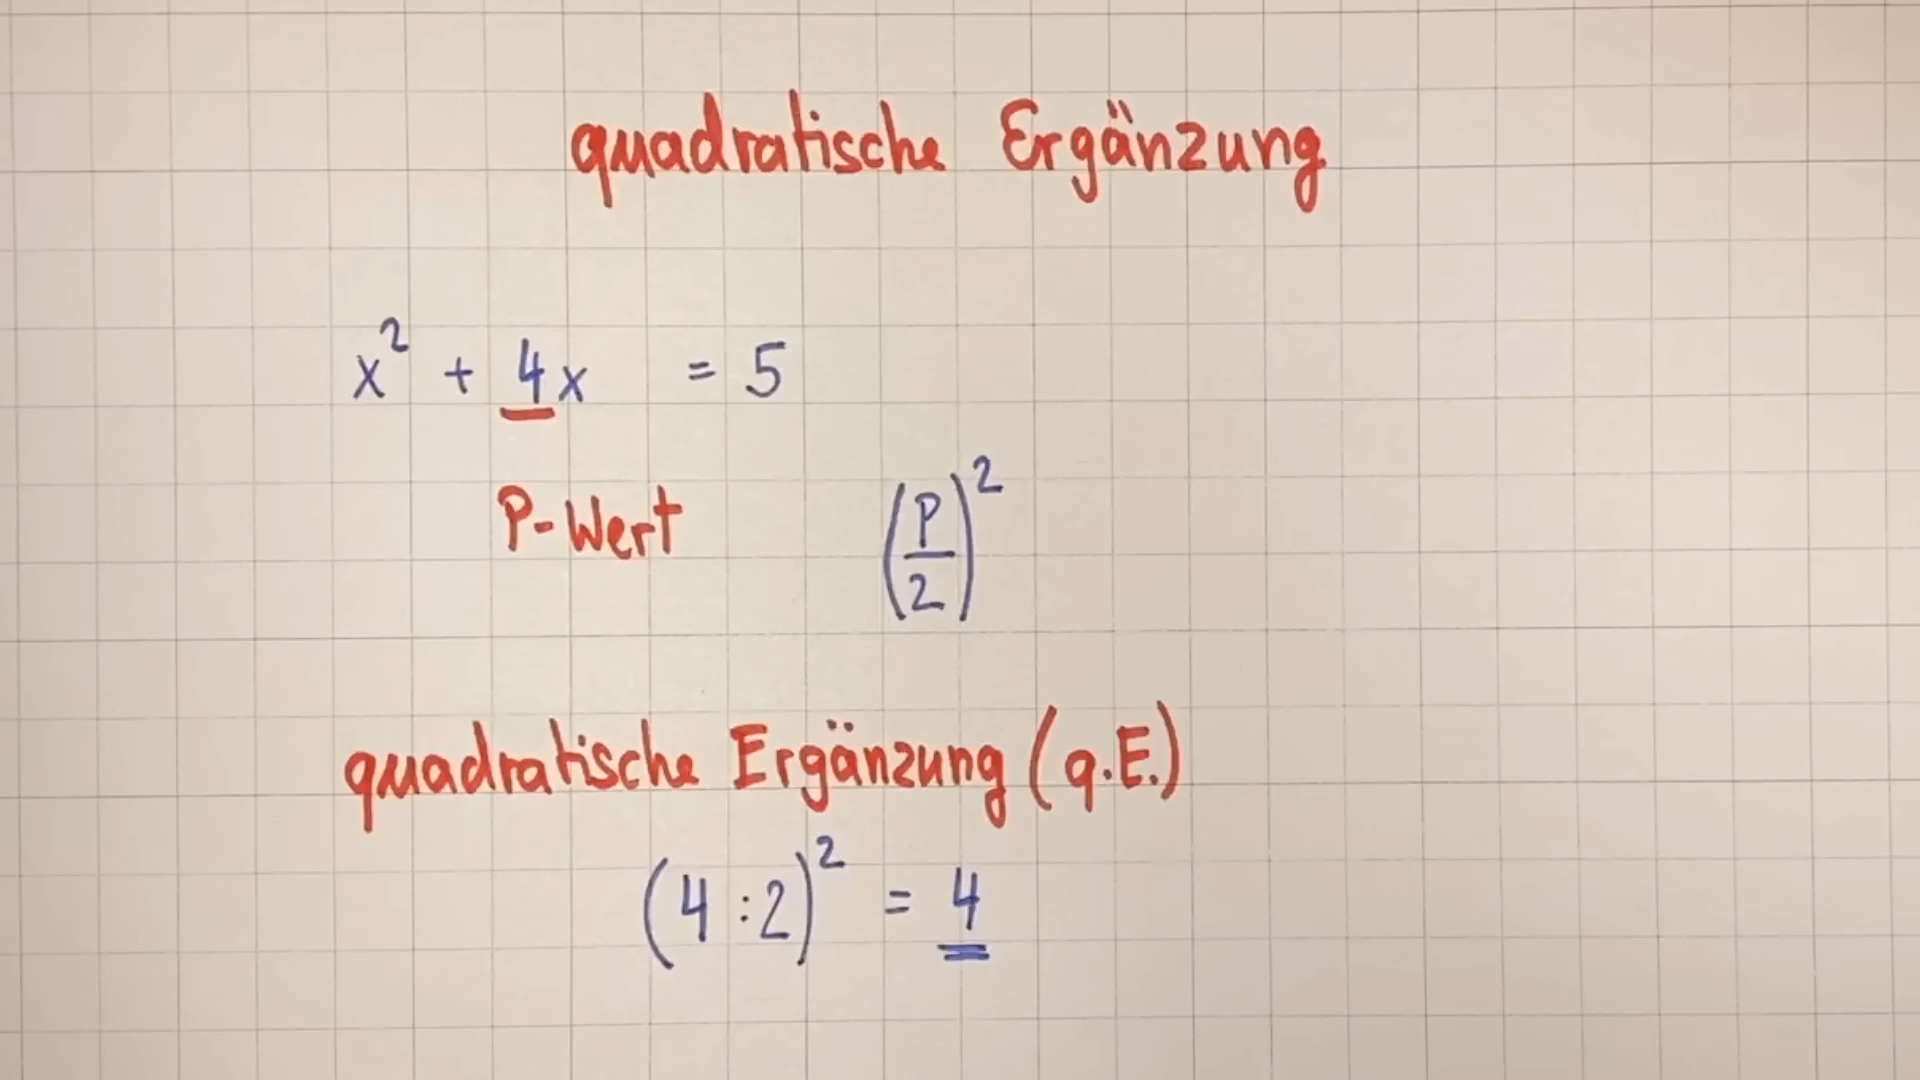 quadratische Ergänzung
x² + 4x = 5
P-Wert (P/2)²
quadratische Ergänzung (q.E.)
(4 : 2)² = 4